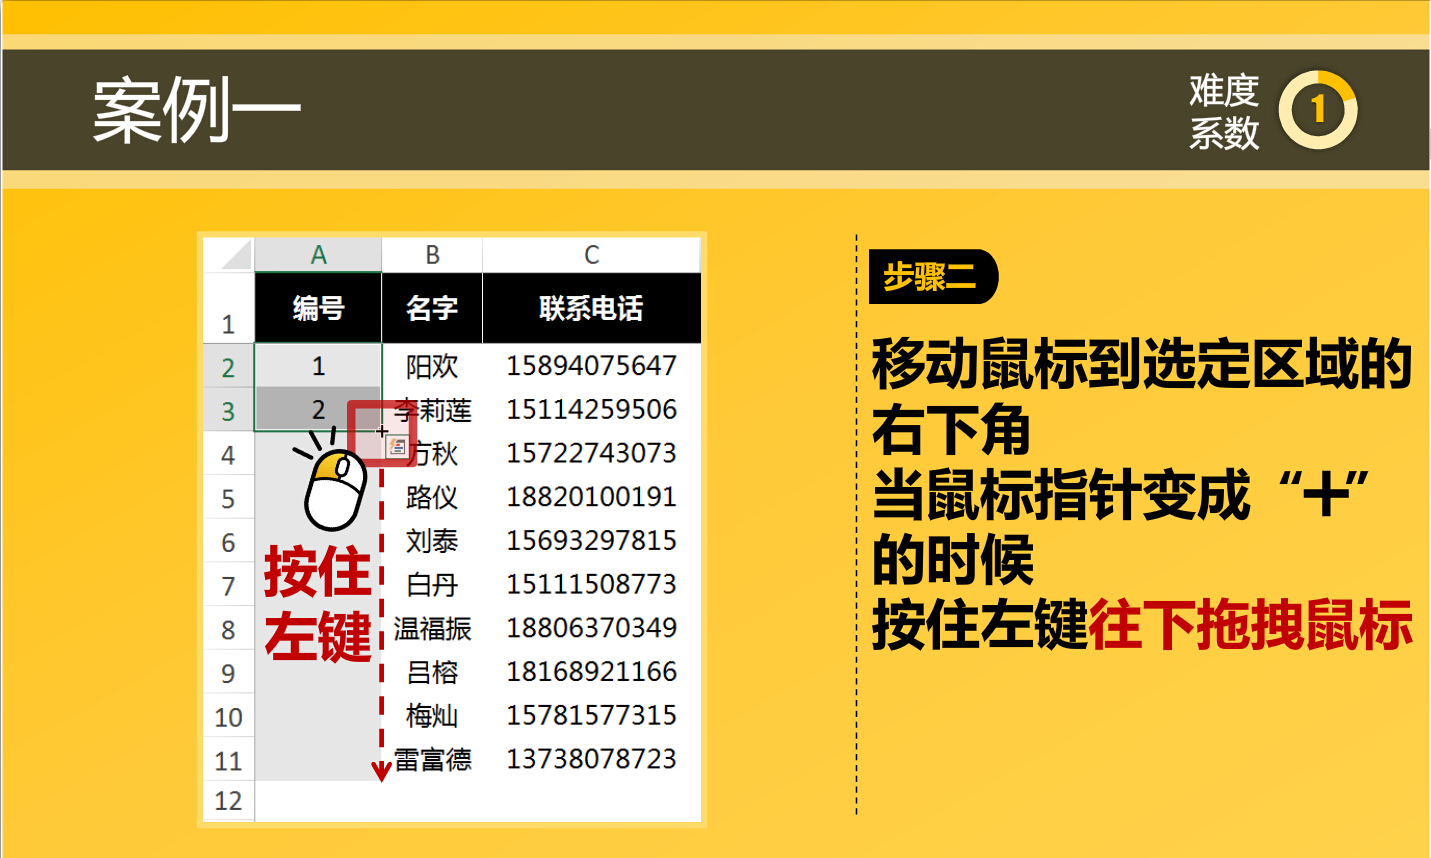 案例一
难度
系数
1
A B C
1 编号 名字 联系电话
2 1 阳欢 15894075647
3 2 李莉莲 15114259506
4 方秋 15722743073
5 路仪 18820100191
6 刘泰 15693297815
7 白丹 15111508773
8 温福振 18806370349
9 吕榕 18168921166
10 梅灿 15781577315
11 雷富德 13738078723
12
按住
左键
步骤二
移动鼠标到选定区域的
右下角
当鼠标指针变成“十”
的时候
按住左键往下拖拽鼠标